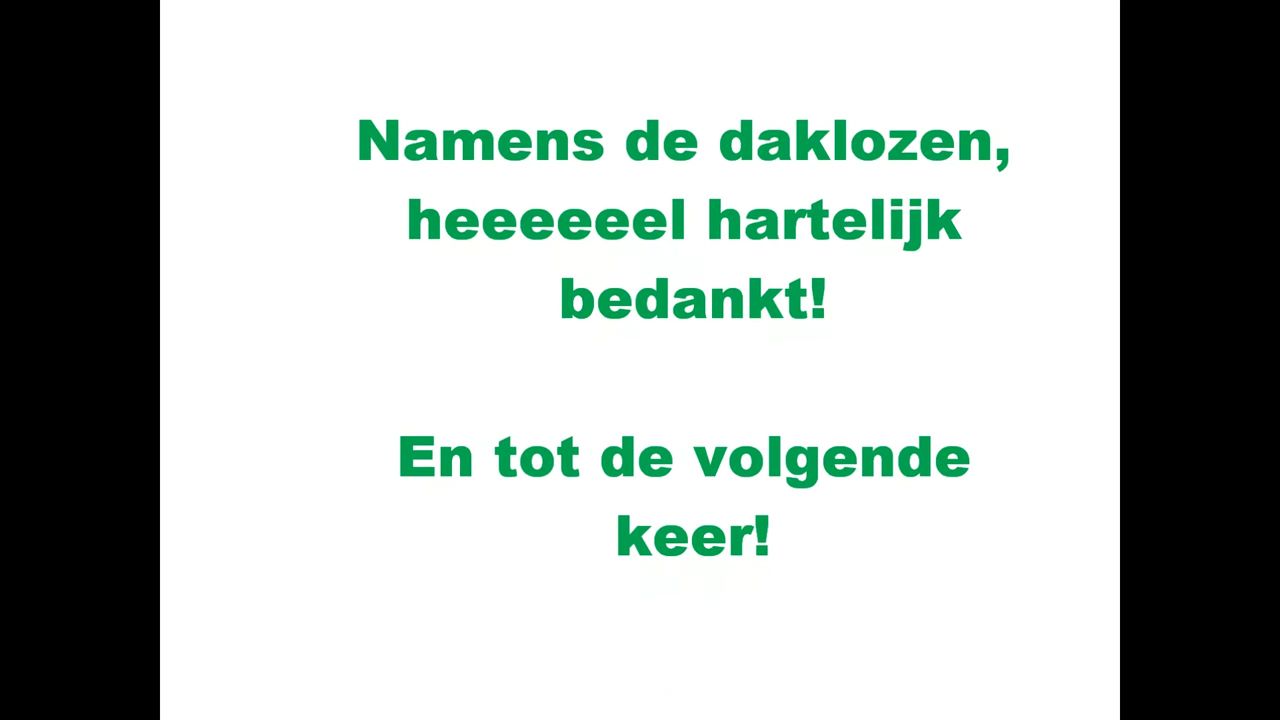 Namens de daklozen,
heeeeeel hartelijk
bedankt!
En tot de volgende
keer!